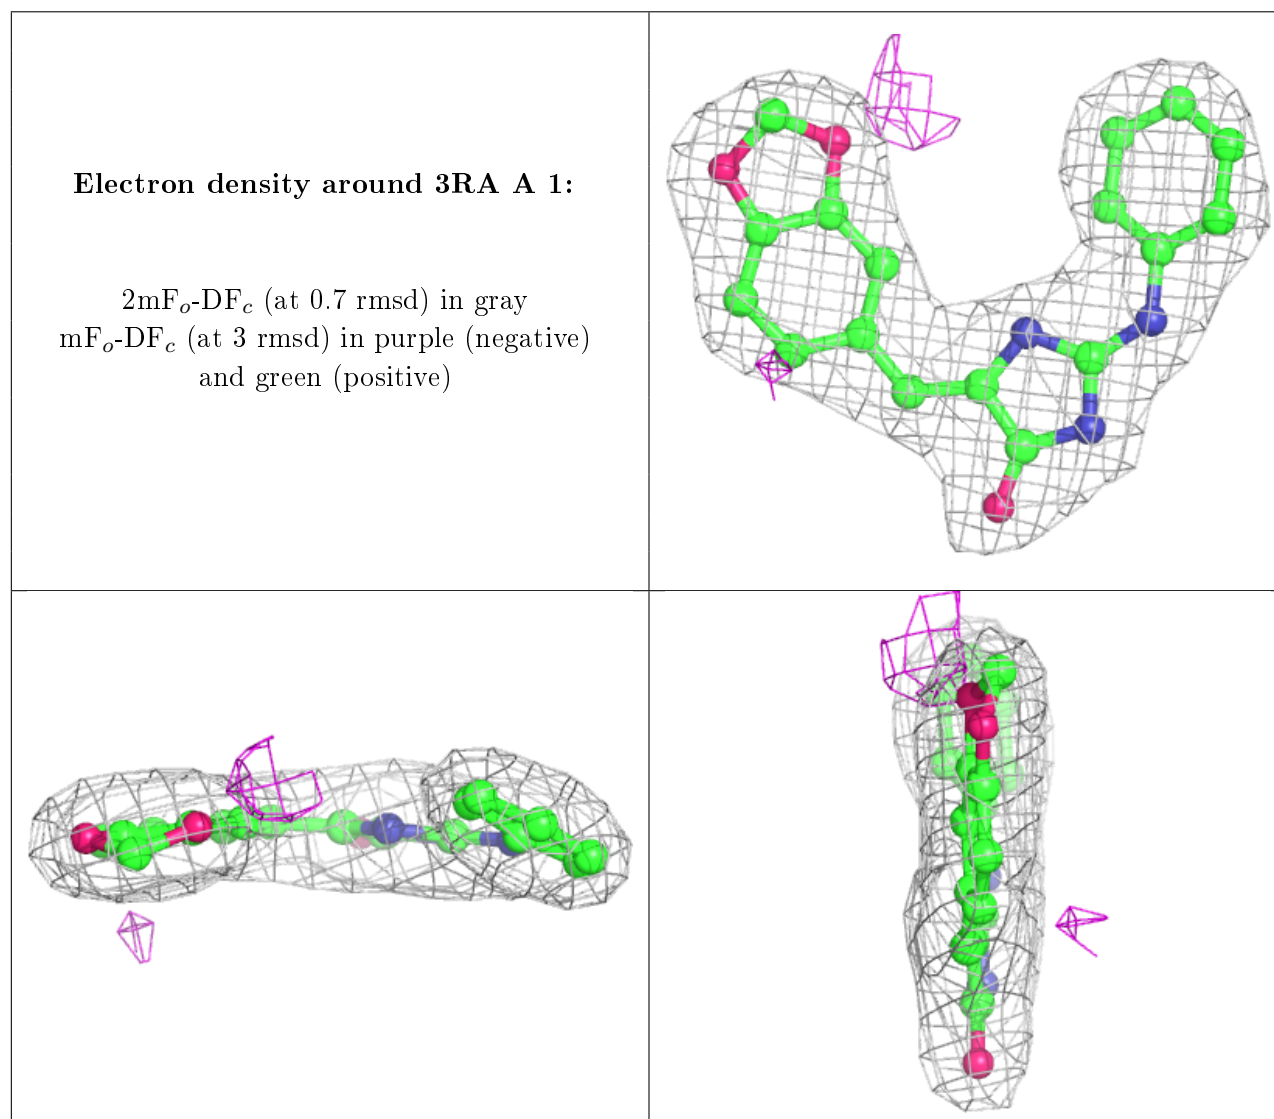 Electron density around 3RA A 1:
2mFo-DFc (at 0.7 rmsd) in gray
mFo-DFc (at 3 rmsd) in purple (negative)
and green (positive)